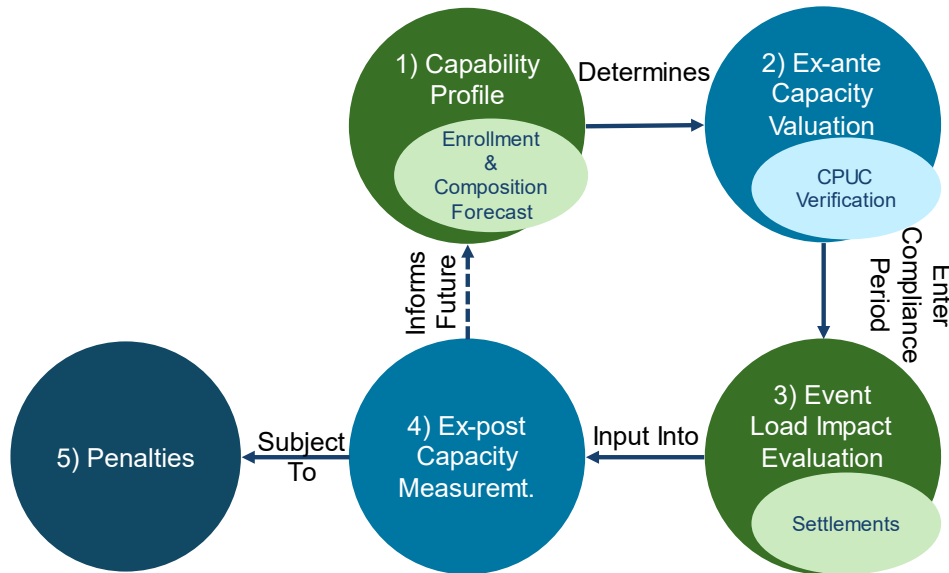 1) Capability
Profile
Enrollment
&
Composition
Forecast
Determines
2) Ex-ante
Capacity
Valuation
CPUC
Verification
Enter
Compliance
Period
3) Event
Load Impact
Evaluation
Settlements
Input Into
4) Ex-post
Capacity
Measuremt.
Informs
Future
Subject
To
5) Penalties